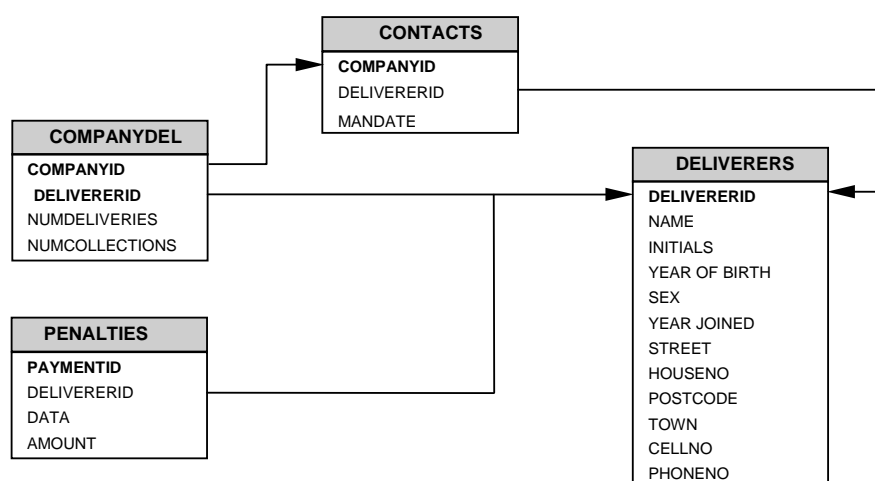 CONTACTS
COMPANYID
DELIVERERID
MANDATE
COMPANYDEL
COMPANYID
DELIVERERID
NUMDELIVERIES
NUMCOLLECTIONS
DELIVERERS
DELIVERERID
NAME
INITIALS
YEAR OF BIRTH
SEX
YEAR JOINED
STREET
HOUSENO
POSTCODE
TOWN
CELLNO
PHONENO
PENALTIES
PAYMENTID
DELIVERERID
DATA
AMOUNT